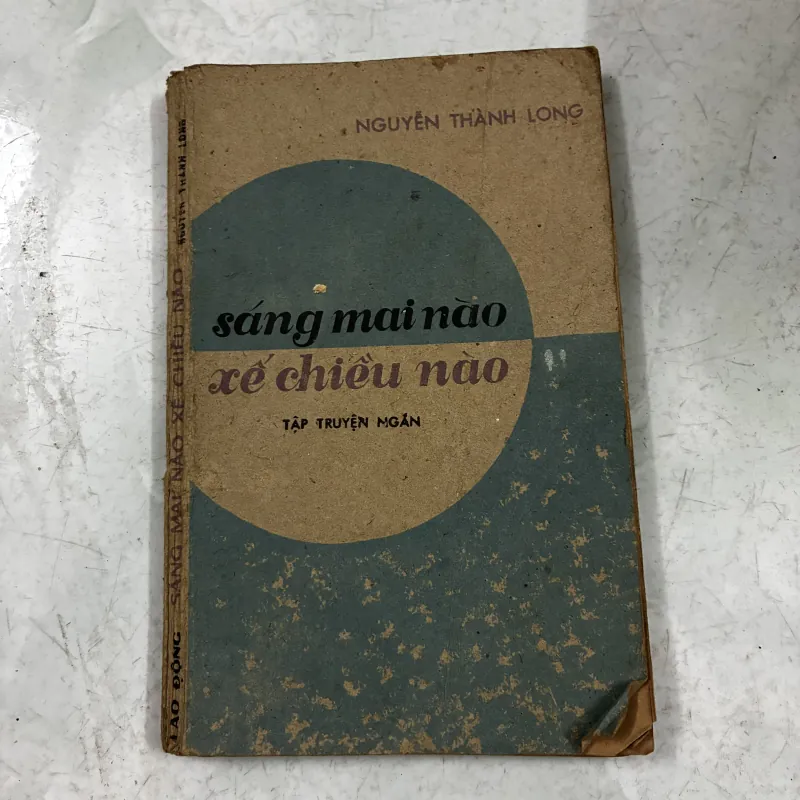 NGUYỄN THÀNH LONG
sáng mai nào
xế chiều nào
TẬP TRUYỆN NGẮN
LAO ĐỘNG SÁNG MAI NÀO XẾ CHIỀU NÀO NGUYỄN THÀNH LONG